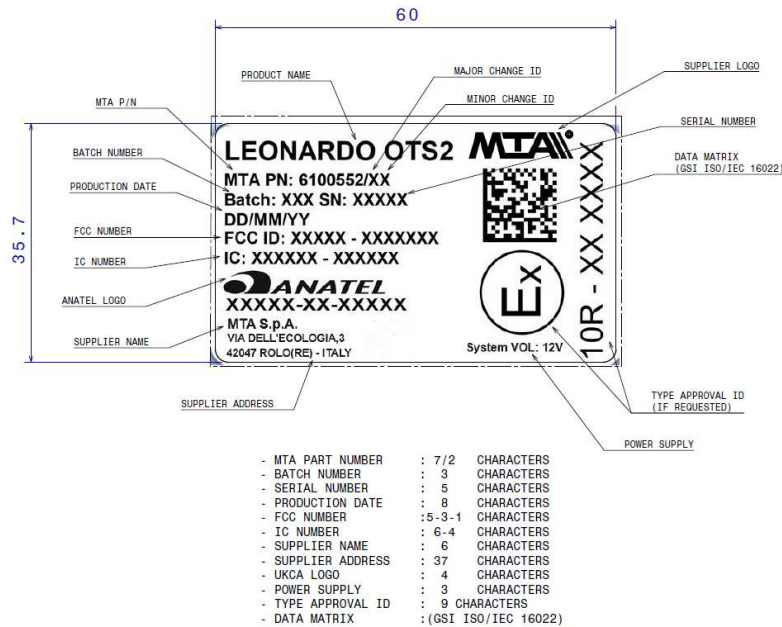 60
PRODUCT NAME
MAJOR CHANGE ID
SUPPLIER LOGO
MTA P/N
MINOR CHANGE ID
SERIAL NUMBER
BATCH NUMBER
DATA MATRIX
(GSI ISO/IEC 16022)
PRODUCTION DATE
FCC NUMBER
IC NUMBER
ANATEL LOGO
SUPPLIER NAME
35.7
LEONARDO OTS2
MTA
MTA PN: 6100552/XX
Batch: XXX SN: XXXXX
DD/MM/YY
FCC ID: XXXXX - XXXXXXX
IC: XXXXXX - XXXXXX
ANATEL
XXXXX-XX-XXXXX
MTA S.p.A.
VIA DELL'ECOLOGIA,3
42047 ROLO(RE) - ITALY
Ex
System VOL: 12V
10R - XX XXXX
SUPPLIER ADDRESS
TYPE APPROVAL ID
(IF REQUESTED)
POWER SUPPLY
- MTA PART NUMBER : 7/2 CHARACTERS
- BATCH NUMBER : 3 CHARACTERS
- SERIAL NUMBER : 5 CHARACTERS
- PRODUCTION DATE : 8 CHARACTERS
- FCC NUMBER :5-3-1 CHARACTERS
- IC NUMBER : 6-4 CHARACTERS
- SUPPLIER NAME : 6 CHARACTERS
- SUPPLIER ADDRESS : 37 CHARACTERS
- UKCA LOGO : 4 CHARACTERS
- POWER SUPPLY : 3 CHARACTERS
- TYPE APPROVAL ID : 9 CHARACTERS
- DATA MATRIX :(GSI ISO/IEC 16022)